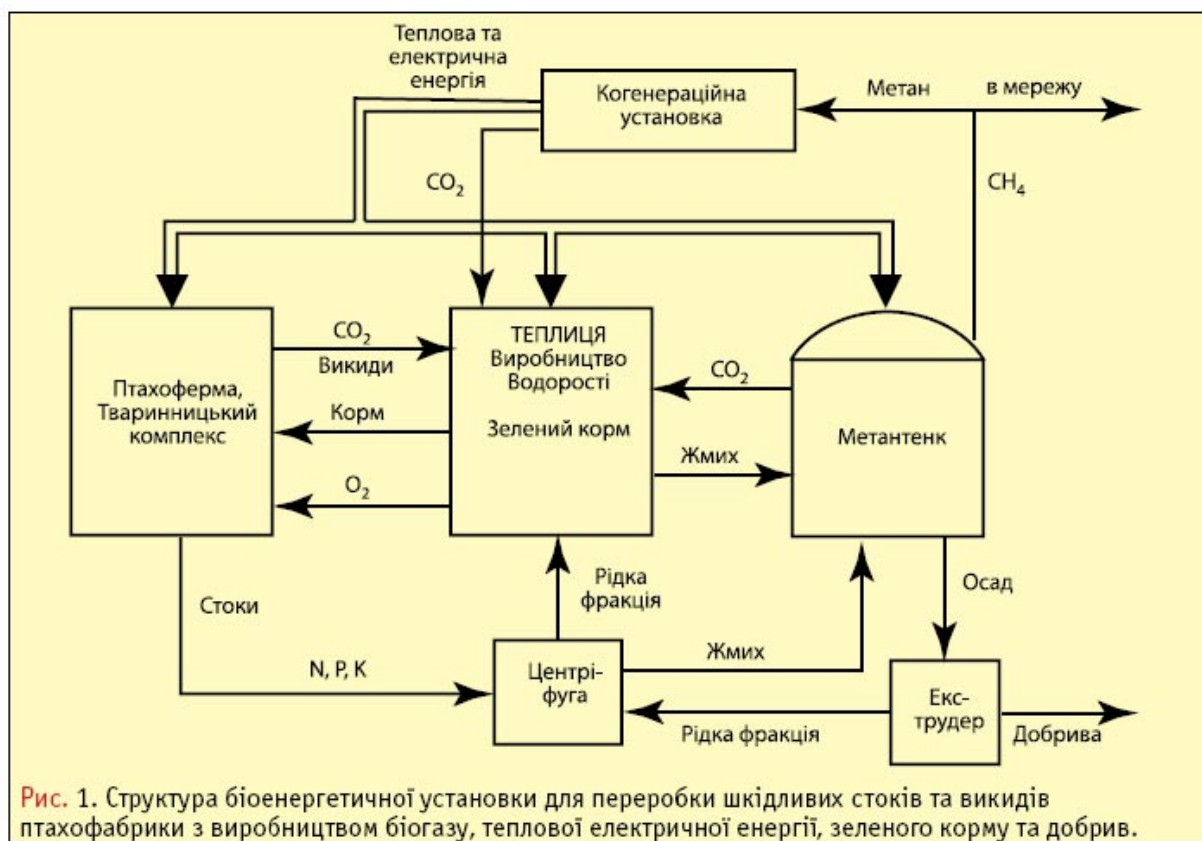 Теплова та
електрична
енергія
Когенераційна
установка
Метан
в мережу
CO2
CH4
Птахоферма,
Тваринницький
комплекс
CO2
Викиди
Корм
O2
ТЕПЛИЦЯ
Виробництво
Водорості
Зелений корм
CO2
Жмих
Метантенк
Стоки
N, P, K
Рідка
фракція
Центрі-
фуга
Жмих
Рідка фракція
Осад
Екс-
трудер
Добрива
Рис. 1. Структура біоенергетичної установки для переробки шкідливих стоків та викидів
птахофабрики з виробництвом біогазу, теплової електричної енергії, зеленого корму та добрив.